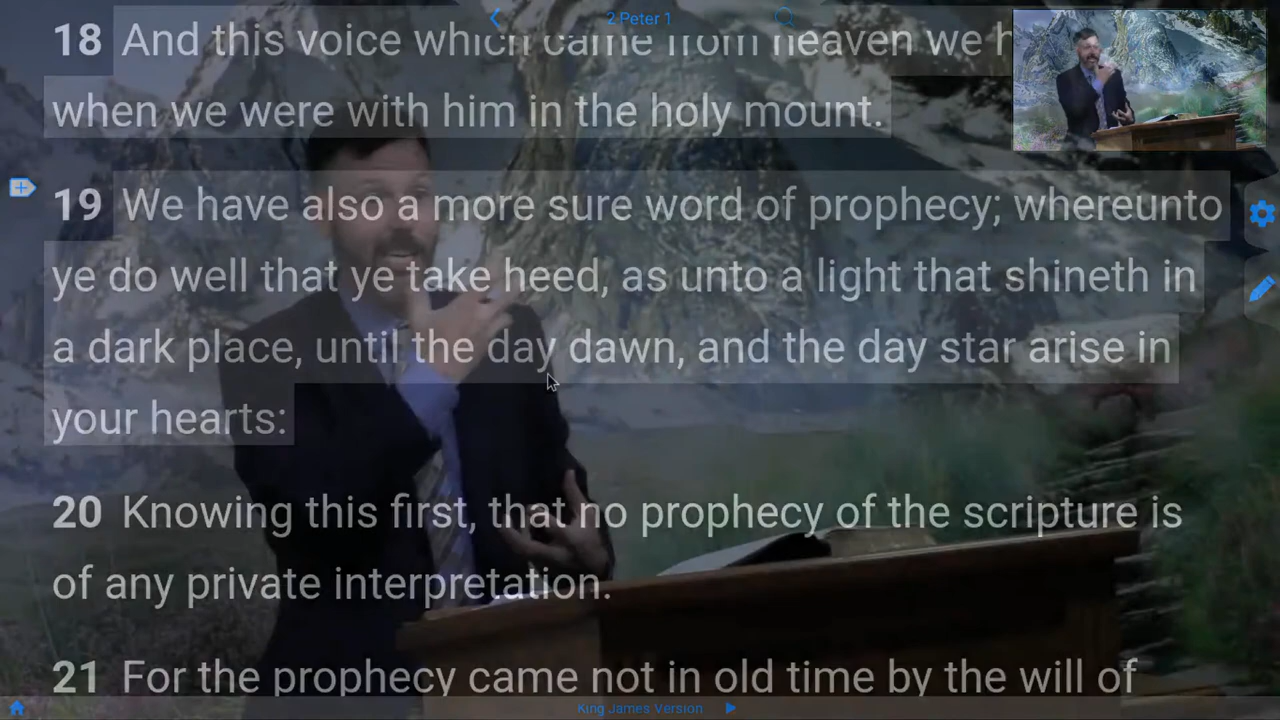 2 Peter 1
18 And this voice which came from heaven we h
when we were with him in the holy mount.
19 We have also a more sure word of prophecy; whereunto
ye do well that ye take heed, as unto a light that shineth in
a dark place, until the day dawn, and the day star arise in
your hearts:
20 Knowing this first, that no prophecy of the scripture is
of any private interpretation.
21 For the prophecy came not in old time by the will of
King James Version